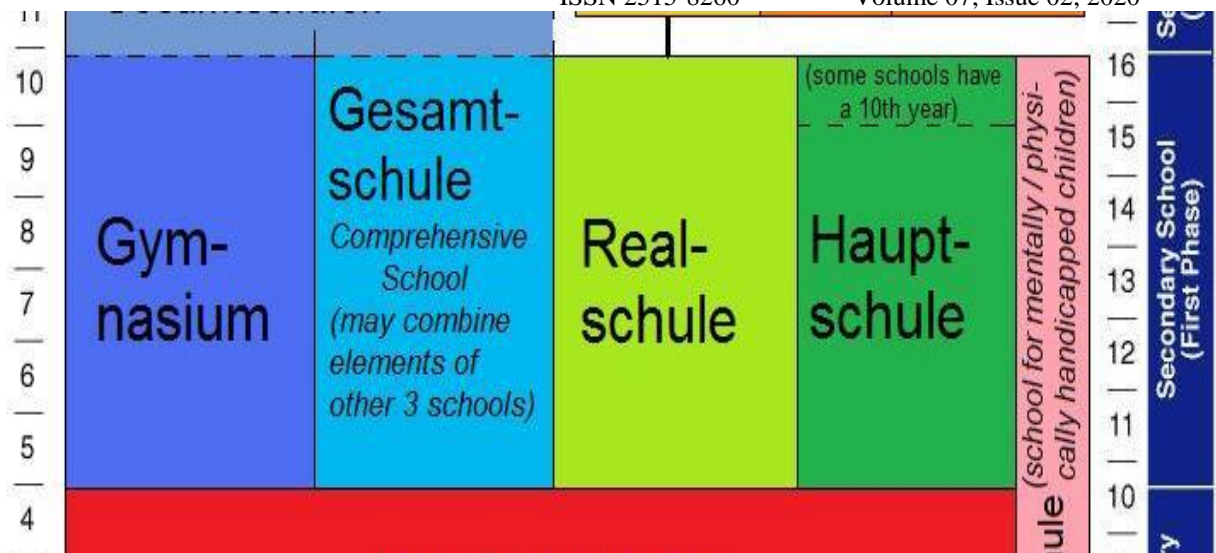 ISSN 2515-8260
Volume 07, Issue 02, 2020
11
10
9
8
7
6
5
4
Gym-
nasium
Gesamt-
schule
Comprehensive
School
(may combine
elements of
other 3 schools)
Real-
schule
(some schools have
a 10th year)
Haupt-
schule
(school for mentally / physi-
cally handicapped children)
16
15
14
13
12
11
10
Secondary School
(First Phase)